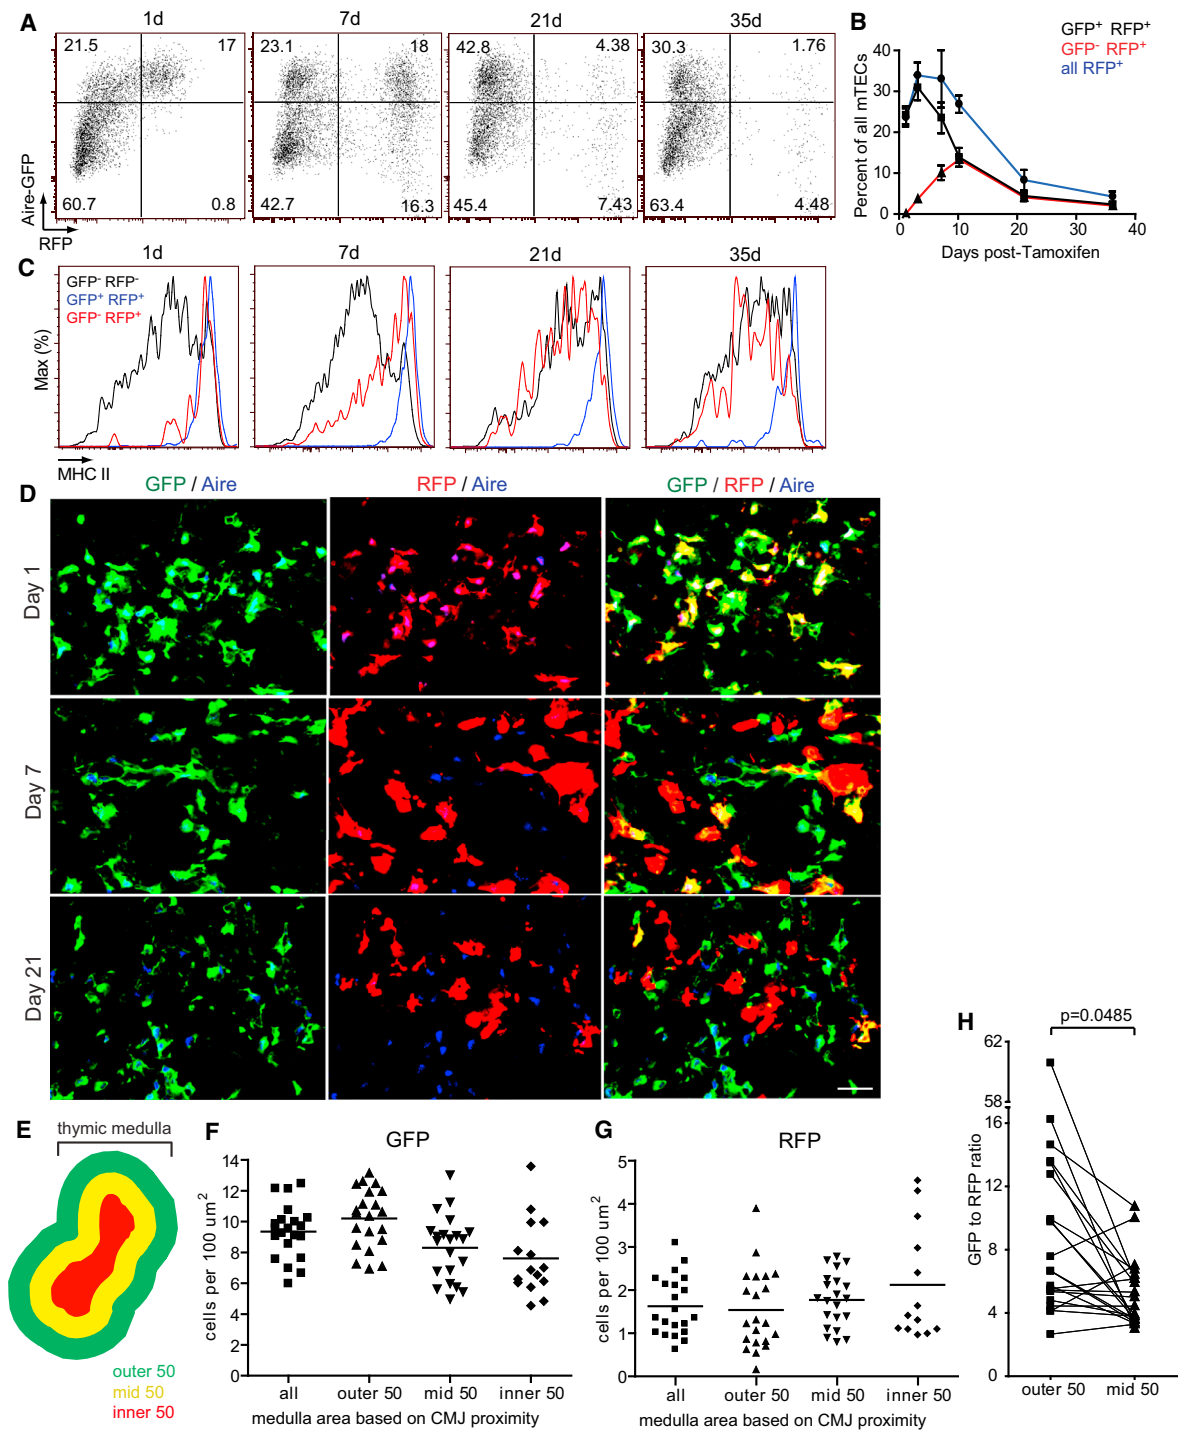 A
1d
7d
21d
35d
21.5
17
60.7
0.8
23.1
18
42.7
16.3
42.8
4.38
45.4
7.43
30.3
1.76
63.4
4.48
Aire-GFP
RFP
B
GFP+ RFP+
GFP- RFP+
all RFP+
Percent of all mTECs
40
30
20
10
0
0
10
20
30
40
Days post-Tamoxifen
C
1d
7d
21d
35d
GFP- RFP-
GFP+ RFP+
GFP- RFP+
Max (%)
MHC II
D
GFP / Aire
RFP / Aire
GFP / RFP / Aire
Day 1
Day 7
Day 21
E
thymic medulla
outer 50
mid 50
inner 50
F
GFP
cells per 100 um2
14
12
10
8
6
4
2
0
all
outer 50
mid 50
inner 50
medulla area based on CMJ proximity
G
RFP
cells per 100 um2
5
4
3
2
1
0
all
outer 50
mid 50
inner 50
medulla area based on CMJ proximity
H
p=0.0485
GFP to RFP ratio
62
58
16
12
8
4
0
outer 50
mid 50